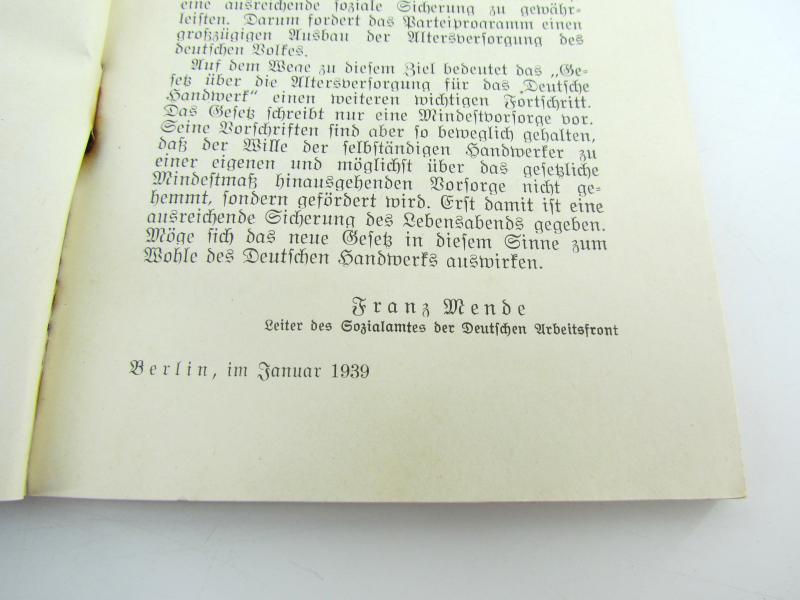 eine ausreichende soziale Sicherung zu gewähr-
leisten. Darum fordert das Parteiprogramm einen
großzügigen Ausbau der Altersversorgung des
deutschen Volkes.
Auf dem Wege zu diesem Ziel bedeutet das „Ge-
setz über die Altersversorgung für das Deutsche
Handwerk“ einen weiteren wichtigen Fortschritt.
Das Gesetz schreibt nur eine Mindestvorsorge vor.
Seine Vorschriften sind aber so beweglich gehalten,
daß der Wille der selbständigen Handwerker zu
einer eigenen und möglichst über das gesetzliche
Mindestmaß hinausgehenden Vorsorge nicht ge-
hemmt, sondern gefördert wird. Erst damit ist eine
ausreichende Sicherung des Lebensabends gegeben.
Möge sich das neue Gesetz in diesem Sinne zum
Wohle des Deutschen Handwerks auswirken.
Franz Mende
Leiter des Sozialamtes der Deutschen Arbeitsfront
Berlin, im Januar 1939